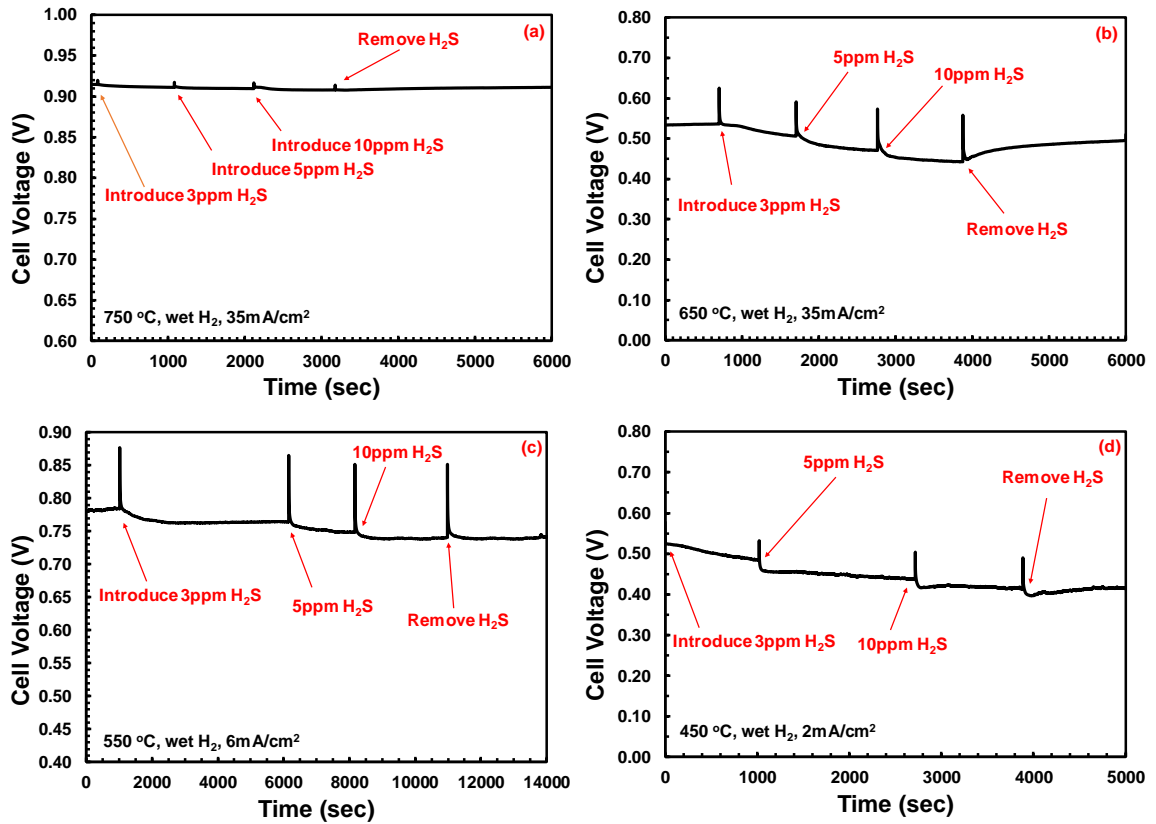 (a)
Cell Voltage (V)
1.00
0.95
0.90
0.85
0.80
0.75
0.70
0.65
0.60
Remove H₂S
Introduce 10ppm H₂S
Introduce 5ppm H₂S
Introduce 3ppm H₂S
750 °C, wet H₂, 35mA/cm²
0 1000 2000 3000 4000 5000 6000
Time (sec)
(b)
Cell Voltage (V)
0.80
0.70
0.60
0.50
0.40
0.30
0.20
0.10
0.00
5ppm H₂S
10ppm H₂S
Introduce 3ppm H₂S
Remove H₂S
650 °C, wet H₂, 35mA/cm²
0 1000 2000 3000 4000 5000 6000
Time (sec)
(c)
Cell Voltage (V)
0.90
0.85
0.80
0.75
0.70
0.65
0.60
0.55
0.50
0.45
0.40
10ppm H₂S
Introduce 3ppm H₂S
5ppm H₂S
Remove H₂S
550 °C, wet H₂, 6mA/cm²
0 2000 4000 6000 8000 10000 12000 14000
Time (sec)
(d)
Cell Voltage (V)
0.80
0.70
0.60
0.50
0.40
0.30
0.20
0.10
0.00
5ppm H₂S
Remove H₂S
Introduce 3ppm H₂S
10ppm H₂S
450 °C, wet H₂, 2mA/cm²
0 1000 2000 3000 4000 5000
Time (sec)